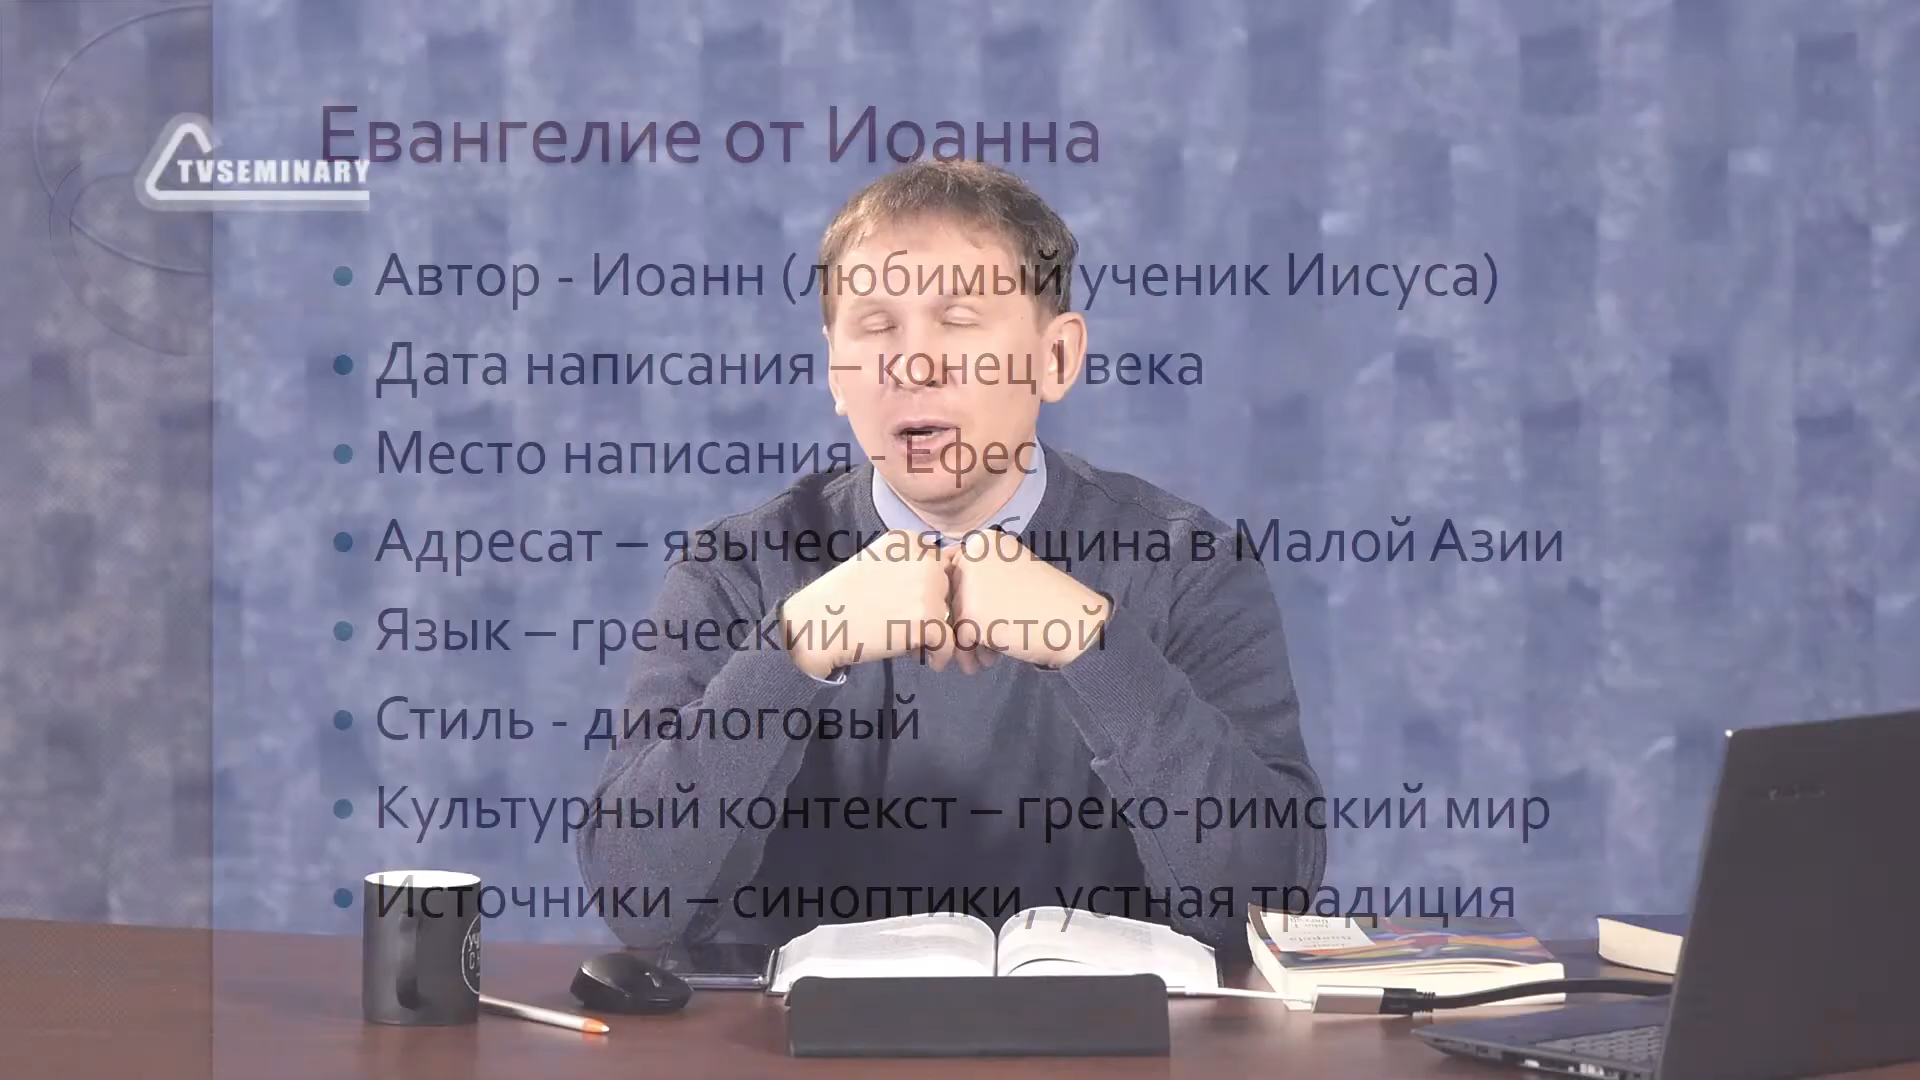 Евангелие от Иоанна
TVSEMINARY
• Автор - Иоанн (любимый ученик Иисуса)
• Дата написания – конец I века
• Место написания - Ефес
• Адресат – языческая община в Малой Азии
• Язык – греческий, простой
• Стиль - диалоговый
• Культурный контекст – греко-римский мир
• Источники – синоптики, устная традиция